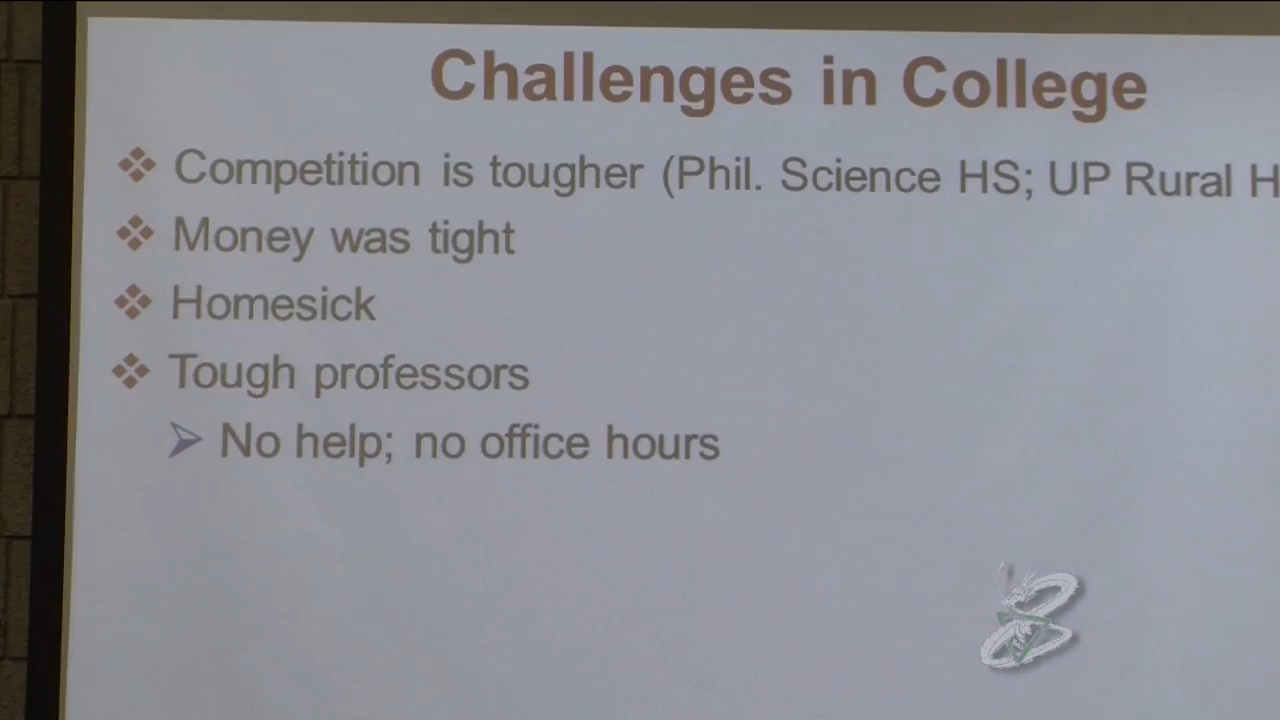 Challenges in College
Competition is tougher (Phil. Science HS; UP Rural H
Money was tight
Homesick
Tough professors
No help; no office hours